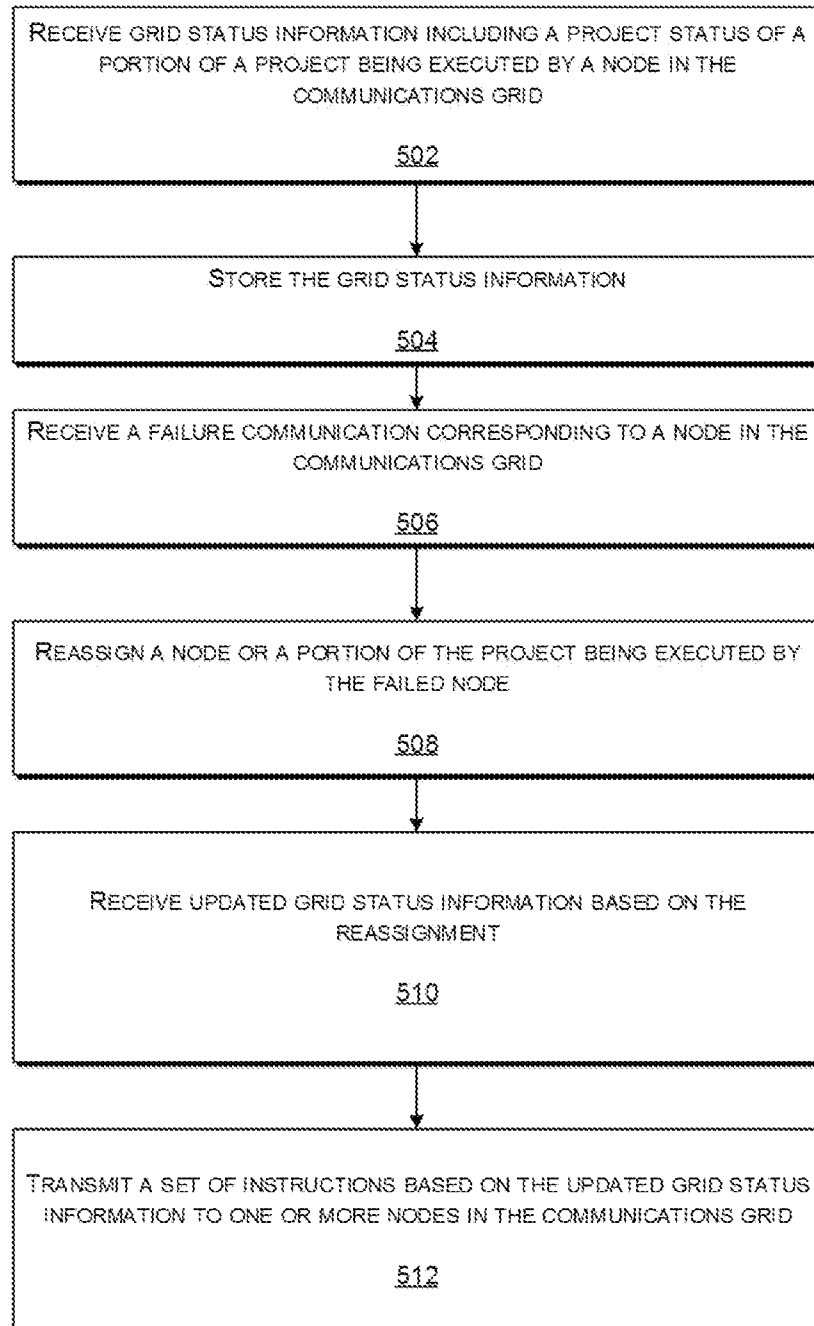 RECEIVE GRID STATUS INFORMATION INCLUDING A PROJECT STATUS OF A
PORTION OF A PROJECT BEING EXECUTED BY A NODE IN THE
COMMUNICATIONS GRID
502
STORE THE GRID STATUS INFORMATION
504
RECEIVE A FAILURE COMMUNICATION CORRESPONDING TO A NODE IN THE
COMMUNICATIONS GRID
506
REASSIGN A NODE OR A PORTION OF THE PROJECT BEING EXECUTED BY
THE FAILED NODE
508
RECEIVE UPDATED GRID STATUS INFORMATION BASED ON THE
REASSIGNMENT
510
TRANSMIT A SET OF INSTRUCTIONS BASED ON THE UPDATED GRID STATUS
INFORMATION TO ONE OR MORE NODES IN THE COMMUNICATIONS GRID
512